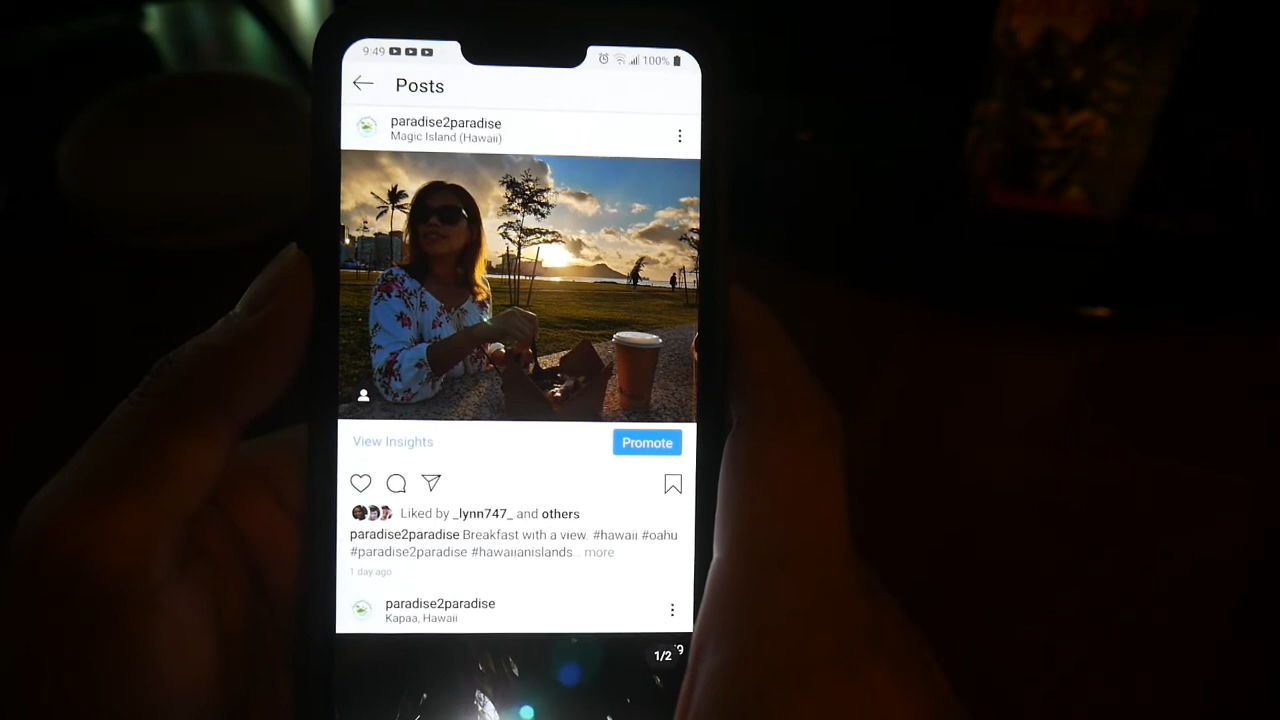 9:49 100%
Posts
paradise2paradise
Magic Island (Hawaii)
View Insights Promote
Liked by _lynn747_ and others
paradise2paradise Breakfast with a view. #hawaii #oahu
#paradise2paradise #hawaiianislands... more
1 day ago
paradise2paradise
Kapaa, Hawaii
1/2